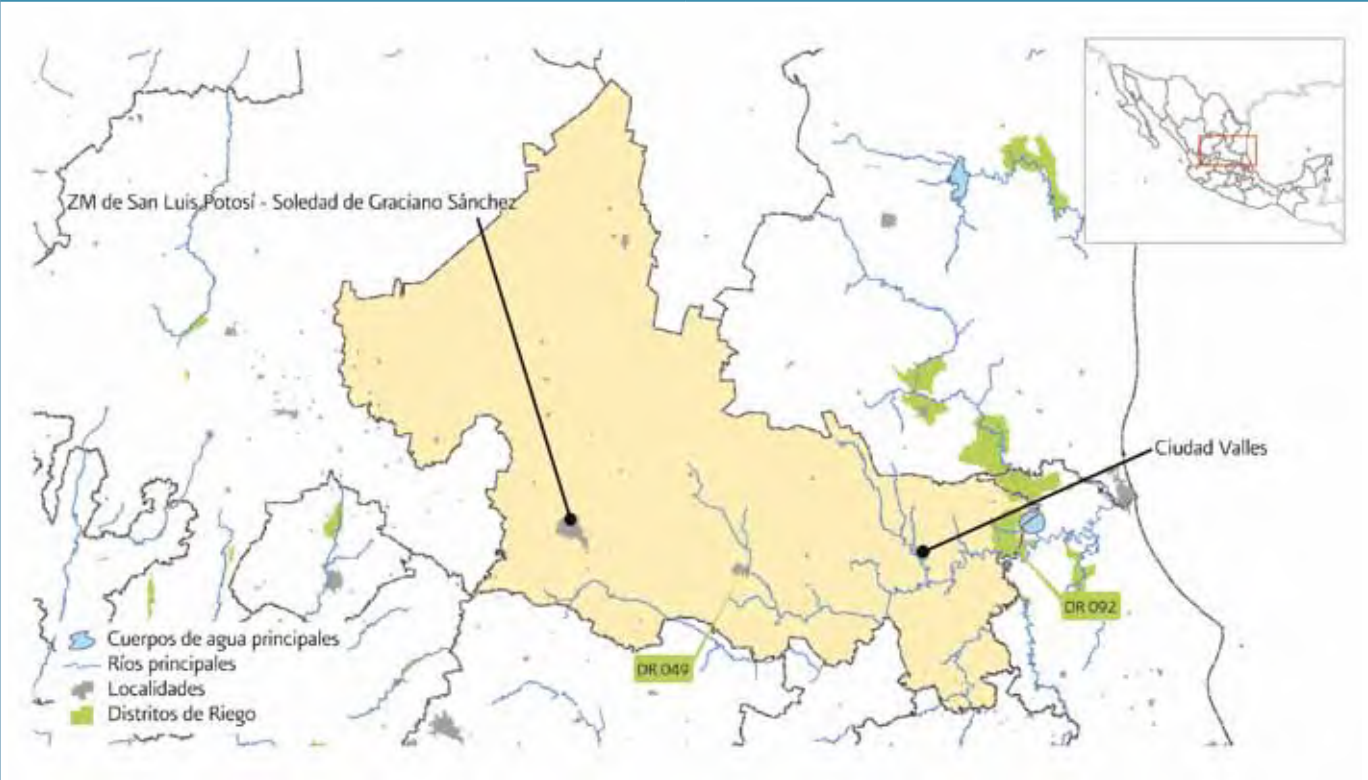 ZM de San Luis Potosí - Soledad de Graciano Sánchez
Ciudad Valles
DR 092
DR 049
Cuerpos de agua principales
Ríos principales
Localidades
Distritos de Riego